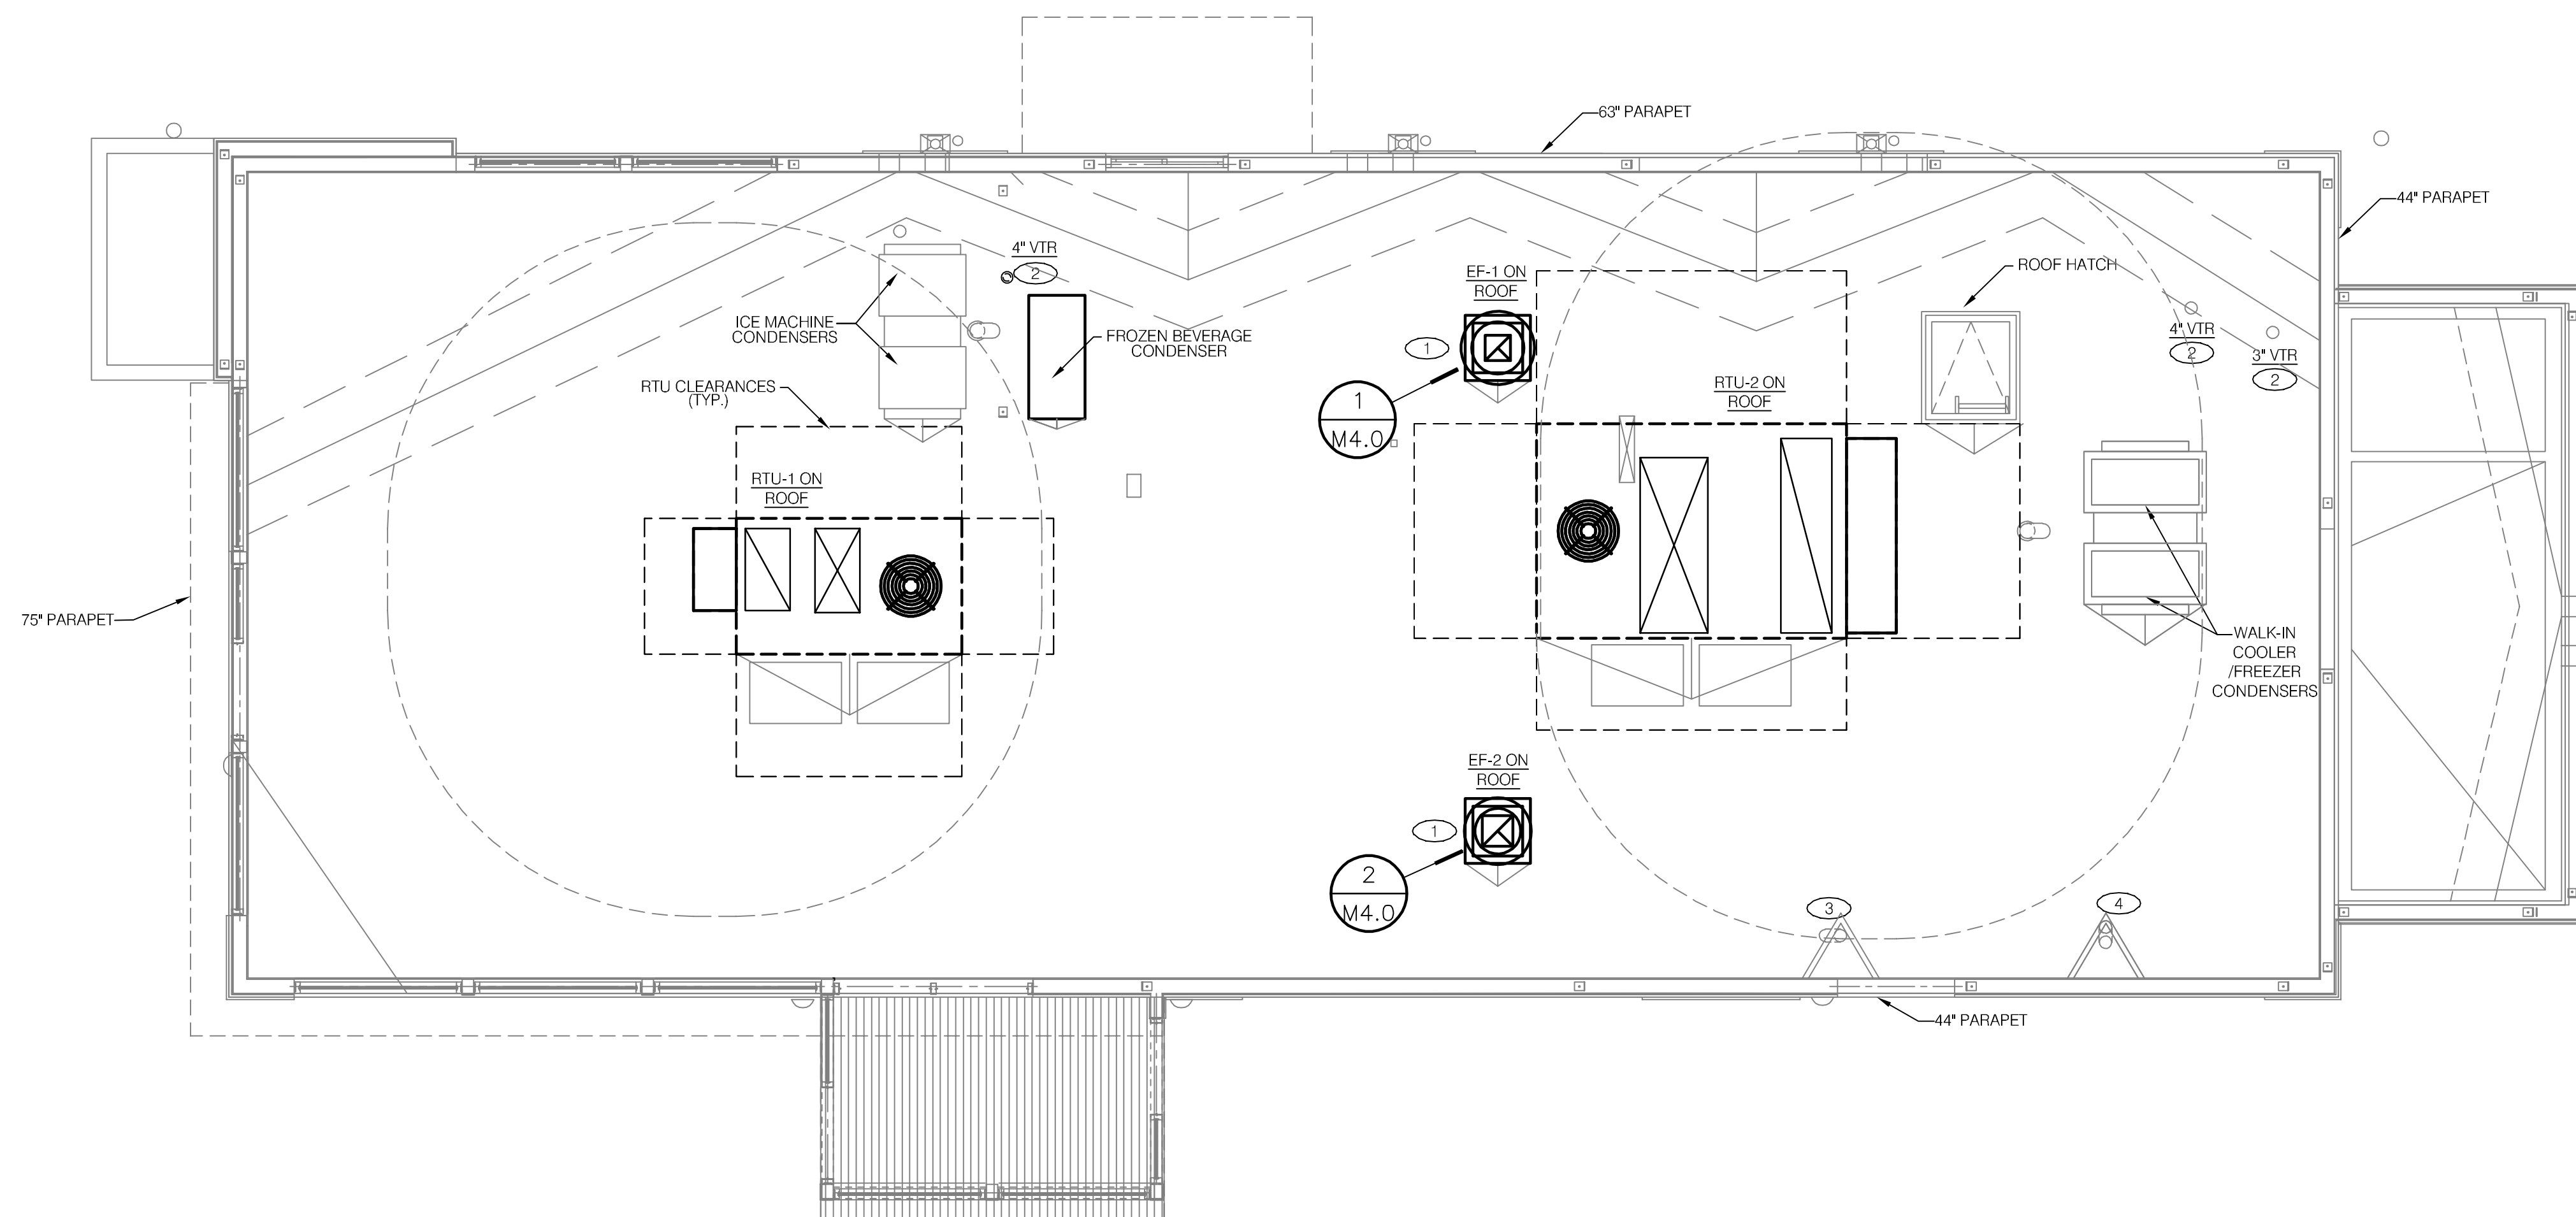 63" PARAPET
44" PARAPET
4" VTR
2
ICE MACHINE
CONDENSERS
FROZEN BEVERAGE
CONDENSER
RTU CLEARANCES
(TYP.)
RTU-1 ON
ROOF
EF-1 ON
ROOF
1
1
M4.0
RTU-2 ON
ROOF
ROOF HATCH
4" VTR
2
3" VTR
2
75" PARAPET
WALK-IN
COOLER
/FREEZER
CONDENSERS
EF-2 ON
ROOF
1
2
M4.0
3
4
44" PARAPET